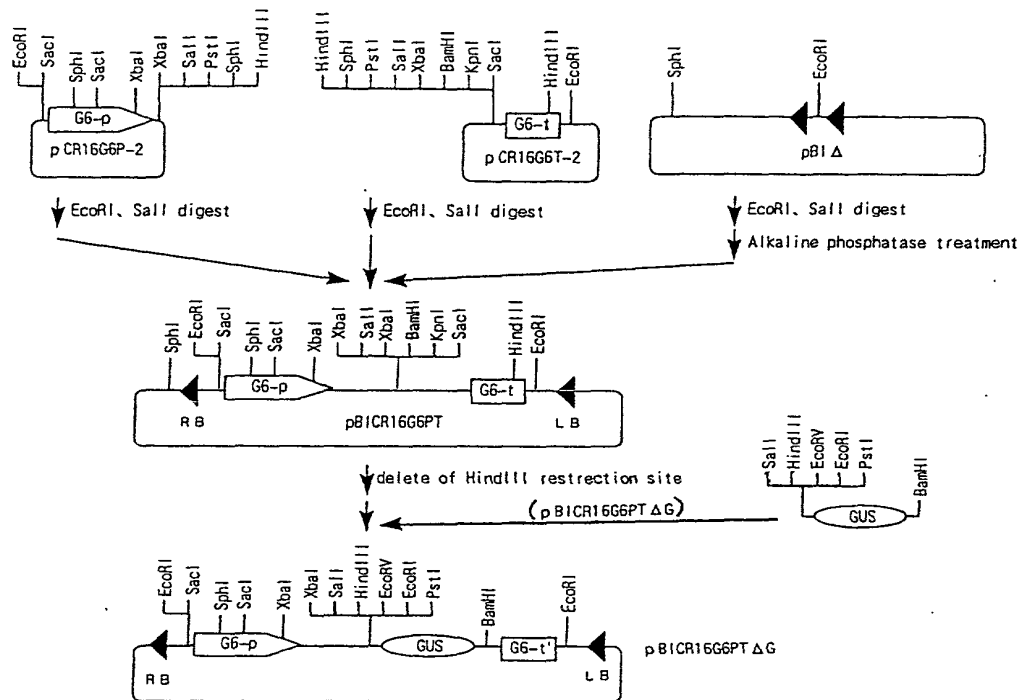 EcoRI
SacI
SphI
SacI
XbaI
XbaI
SalI
PstI
SphI
HindIII
G6-p
pCR16G6P-2
HindIII
SphI
PstI
SalI
XbaI
BamHI
KpnI
SacI
HindIII
EcoRI
G6-t
pCR16G6T-2
SphI
EcoRI
pBIΔ
EcoRI、SalI digest
EcoRI、SalI digest
EcoRI、SalI digest
Alkaline phosphatase treatment
SphI
EcoRI
SacI
SphI
SacI
XbaI
XbaI
SalI
XbaI
BamHI
KpnI
SacI
HindIII
EcoRI
G6-p
G6-t
RB
pBICR16G6PT
LB
delete of HindIII restrection site
(pBICR16G6PTΔG)
SalI
HindIII
EcoRV
EcoRI
PstI
BamHI
GUS
EcoRI
SacI
SphI
SacI
XbaI
XbaI
SalI
HindIII
EcoRV
EcoRI
PstI
BamHI
EcoRI
G6-p
GUS
G6-t'
pBICR16G6PTΔG
RB
LB